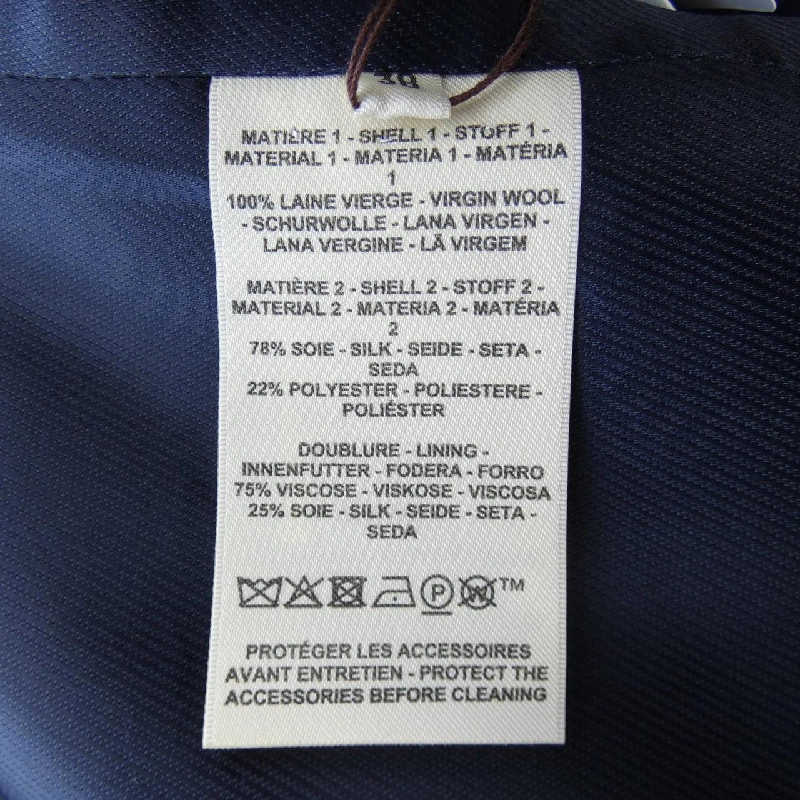 MATIÈRE 1 - SHELL 1 - STOFF 1 -
MATERIAL 1 - MATERIA 1 - MATÉRIA
1
100% LAINE VIERGE - VIRGIN WOOL
- SCHURWOLLE - LANA VIRGEN -
LANA VERGINE - LÃ VIRGEM
MATIÈRE 2 - SHELL 2 - STOFF 2 -
MATERIAL 2 - MATERIA 2 - MATÉRIA
2
78% SOIE - SILK - SEIDE - SETA -
SEDA
22% POLYESTER - POLIESTERE -
POLIÉSTER
DOUBLURE - LINING -
INNENFUTTER - FODERA - FORRO
75% VISCOSE - VISKOSE - VISCOSA
25% SOIE - SILK - SEIDE - SETA -
SEDA
P W ™
PROTÉGER LES ACCESSOIRES
AVANT ENTRETIEN - PROTECT THE
ACCESSORIES BEFORE CLEANING